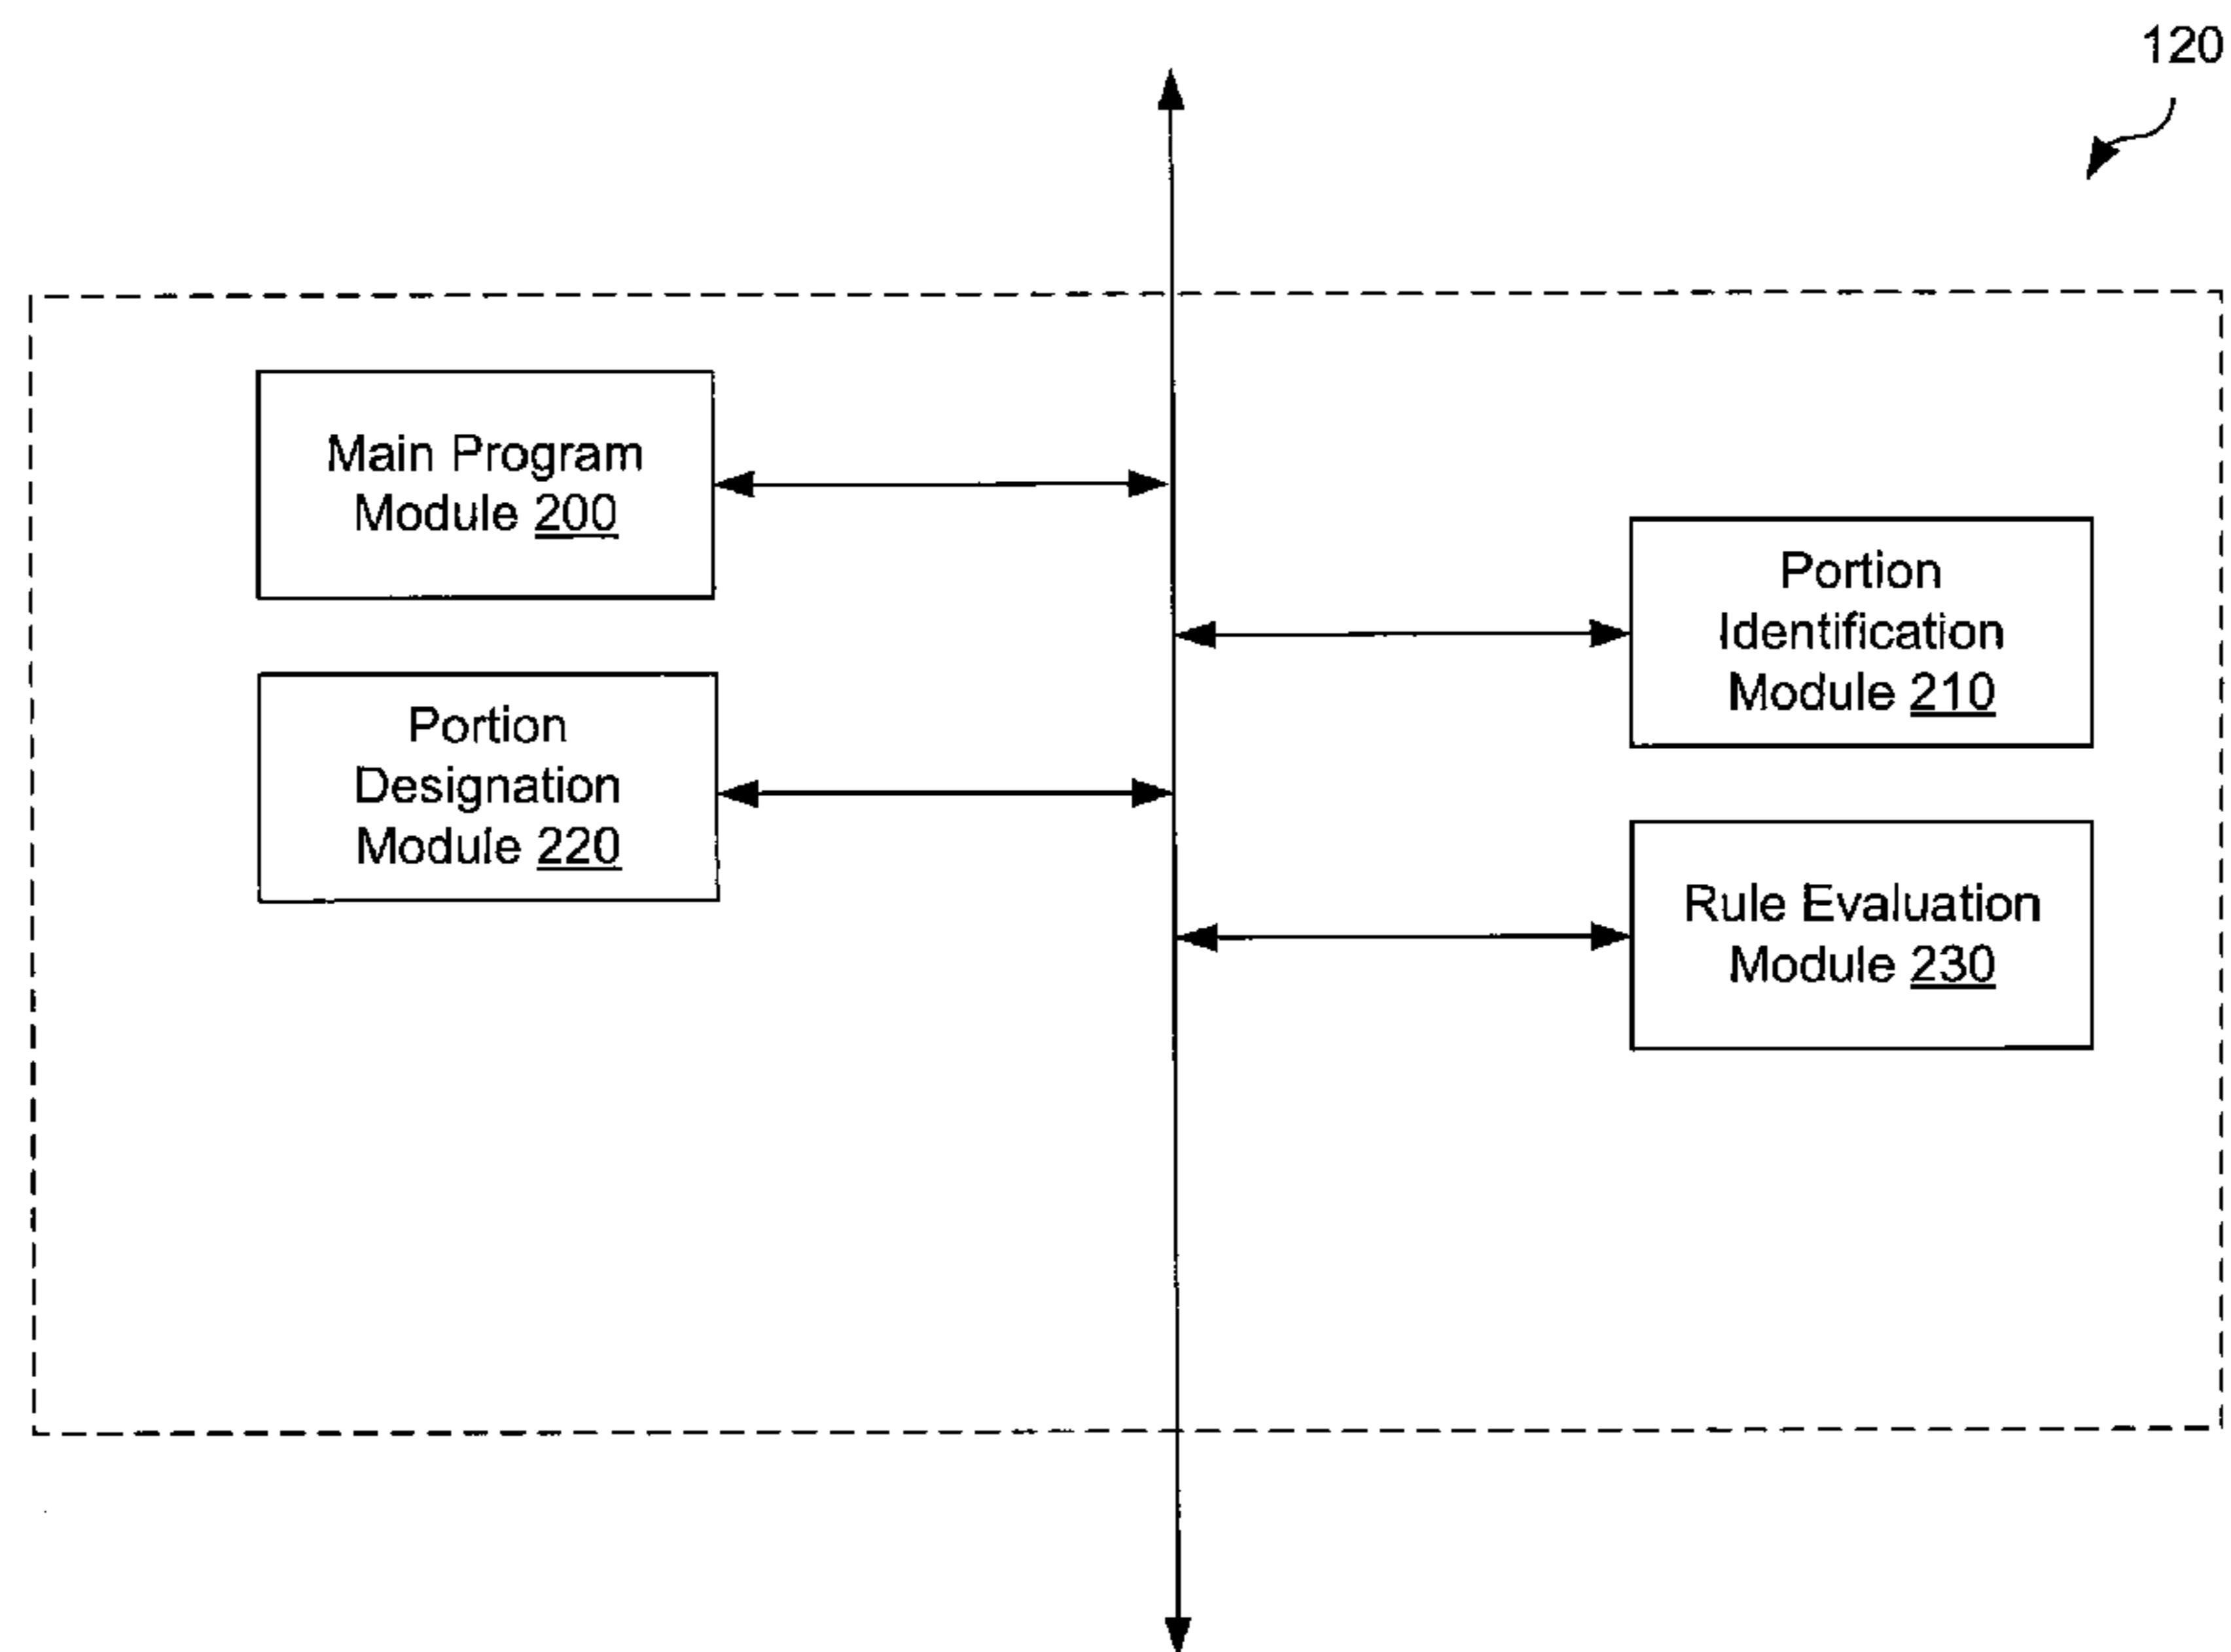 120
Main Program
Module 200
Portion
Identification
Module 210
Portion
Designation
Module 220
Rule Evaluation
Module 230